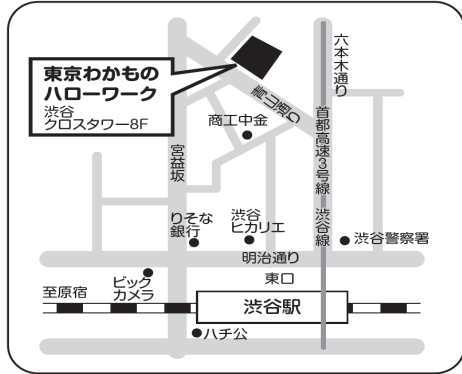 東京わかもの
ハローワーク
渋谷
クロスタワー8F
六本木通り
青山通り
商工中金
首都高速3号線
渋谷線
宮益坂
りそな
銀行
渋谷
ヒカリエ
渋谷警察署
明治通り
東口
ビック
カメラ
至原宿
渋谷駅
ハチ公